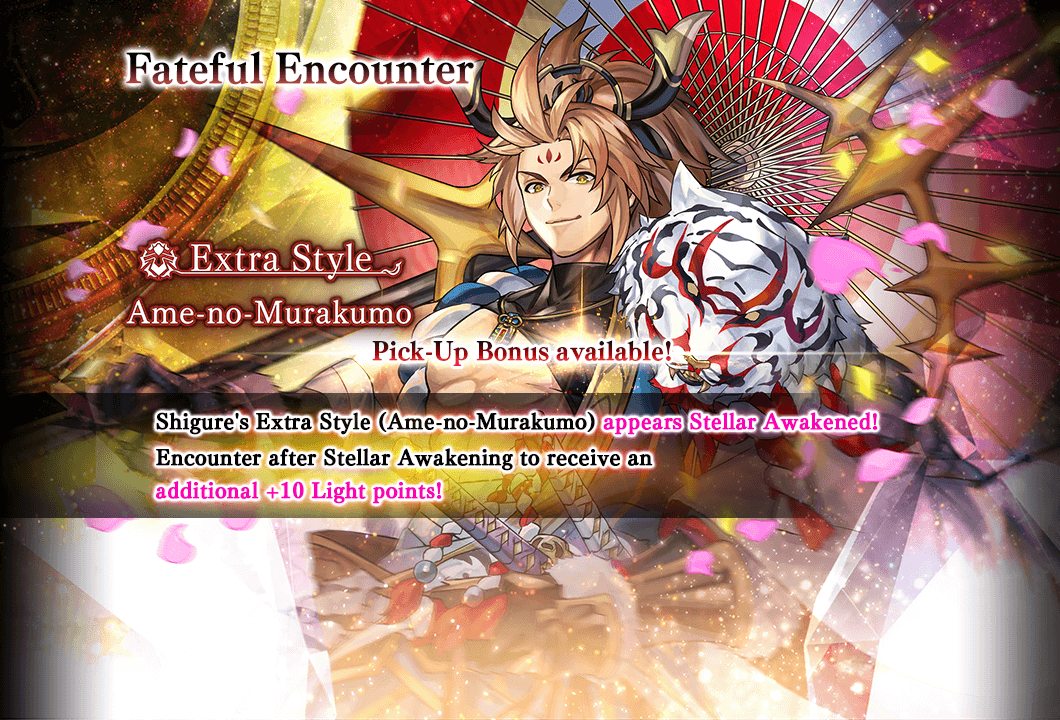 Fateful Encounter
Extra Style
Ame-no-Murakumo
Pick-Up Bonus available!
Shigure's Extra Style (Ame-no-Murakumo) appears Stellar Awakened!
Encounter after Stellar Awakening to receive an
additional +10 Light points!